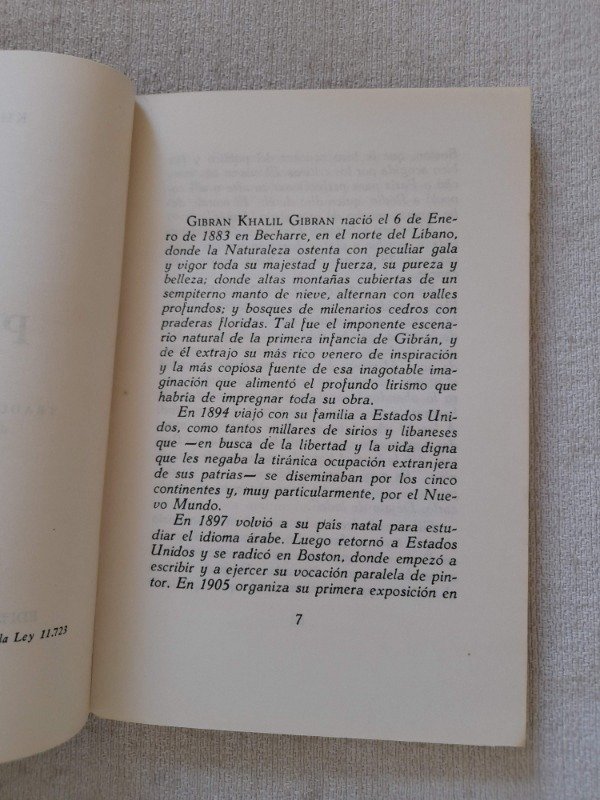 la Ley 11.723
GIBRAN KHALIL GIBRAN nació el 6 de Ene-
ro de 1883 en Becharre, en el norte del Líbano,
donde la Naturaleza ostenta con peculiar gala
y vigor toda su majestad y fuerza, su pureza y
belleza; donde altas montañas cubiertas de un
sempiterno manto de nieve, alternan con valles
profundos; y bosques de milenarios cedros con
praderas floridas. Tal fue el imponente escena-
rio natural de la primera infancia de Gibrán, y
de él extrajo su más rico venero de inspiración
y la más copiosa fuente de esa inagotable ima-
ginación que alimentó el profundo lirismo que
habría de impregnar toda su obra.
En 1894 viajó con su familia a Estados Uni-
dos, como tantos millares de sirios y libaneses
que —en busca de la libertad y la vida digna
que les negaba la tiránica ocupación extranjera
de sus patrias— se diseminaban por los cinco
continentes y, muy particularmente, por el Nue-
vo Mundo.
En 1897 volvió a su país natal para estu-
diar el idioma árabe. Luego retornó a Estados
Unidos y se radicó en Boston, donde empezó a
escribir y a ejercer su vocación paralela de pin-
tor. En 1905 organiza su primera exposición en
7